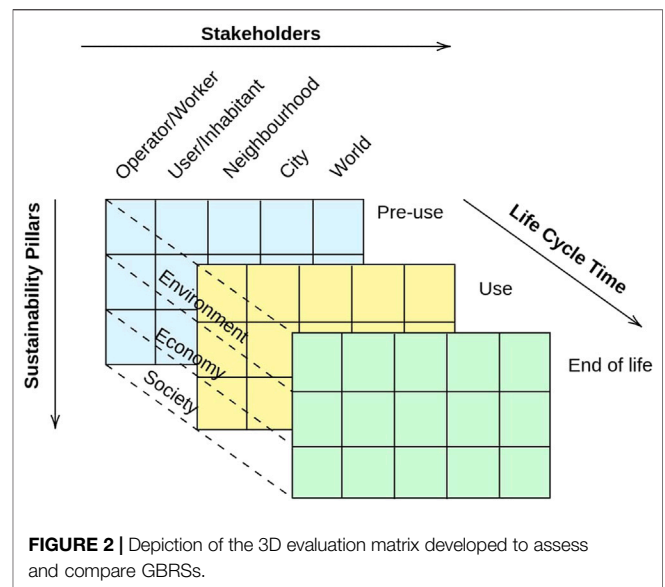 Stakeholders
Operator/Worker
User/Inhabitant
Neighbourhood
City
World
Sustainability Pillars
Pre-use
Life Cycle Time
Use
Environment
Economy
Society
End of life
FIGURE 2 | Depiction of the 3D evaluation matrix developed to assess
and compare GBRSs.